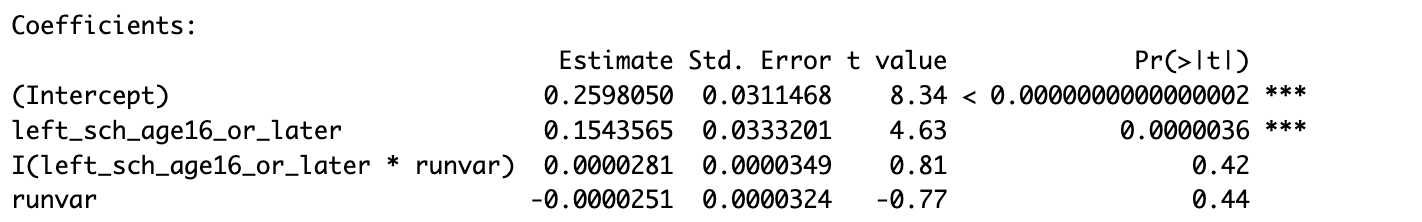 Coefficients:
Estimate Std. Error t value Pr(>|t|)
(Intercept) 0.2598050 0.0311468 8.34 < 0.0000000000000002 ***
left_sch_age16_or_later 0.1543565 0.0333201 4.63 0.0000036 ***
I(left_sch_age16_or_later * runvar) 0.0000281 0.0000349 0.81 0.42
runvar -0.0000251 0.0000324 -0.77 0.44